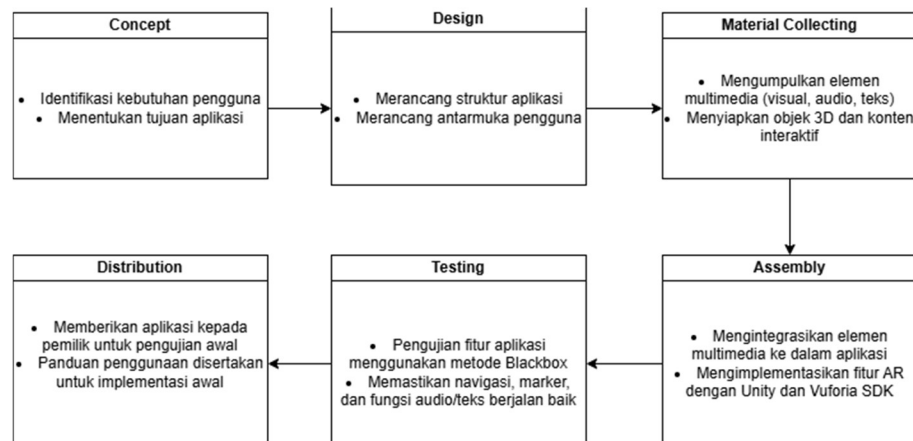 Concept
Identifikasi kebutuhan pengguna
Menentukan tujuan aplikasi
Design
Merancang struktur aplikasi
Merancang antarmuka pengguna
Material Collecting
Mengumpulkan elemen
multimedia (visual, audio, teks)
Menyiapkan objek 3D dan konten
interaktif
Assembly
Mengintegrasikan elemen
multimedia ke dalam aplikasi
Mengimplementasikan fitur AR
dengan Unity dan Vuforia SDK
Testing
Pengujian fitur aplikasi
menggunakan metode Blackbox
Memastikan navigasi, marker,
dan fungsi audio/teks berjalan baik
Distribution
Memberikan aplikasi kepada
pemilik untuk pengujian awal
Panduan penggunaan disertakan
untuk implementasi awal